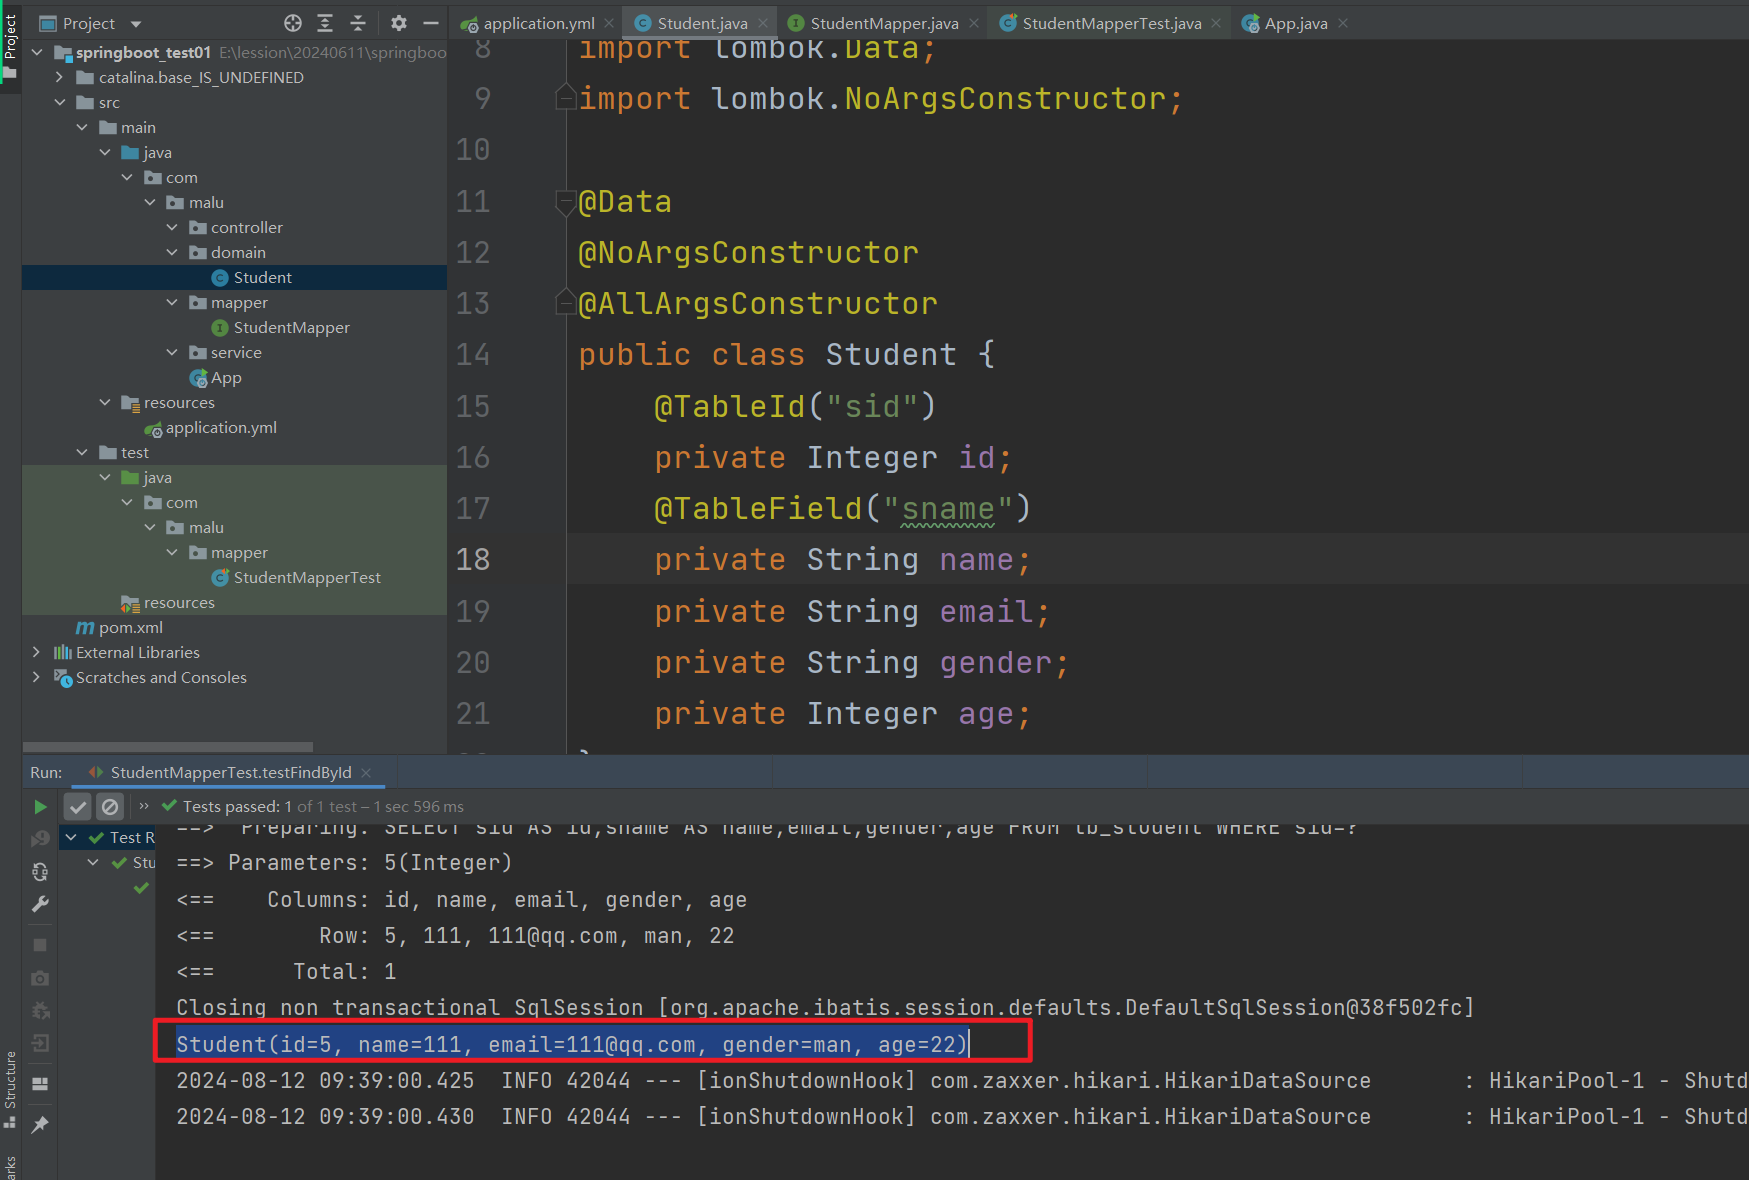 Project
application.yml
Student.java
StudentMapper.java
StudentMapperTest.java
App.java
Project
springboot_test01 E:\lession\20240611\springboo
catalina.base_IS_UNDEFINED
src
main
java
com
malu
controller
domain
Student
mapper
StudentMapper
service
App
resources
application.yml
test
java
com
malu
mapper
StudentMapperTest
resources
pom.xml
External Libraries
Scratches and Consoles
8 import lombok.Data;
9 import lombok.NoArgsConstructor;
10
11 @Data
12 @NoArgsConstructor
13 @AllArgsConstructor
14 public class Student {
15 @TableId("sid")
16 private Integer id;
17 @TableField("sname")
18 private String name;
19 private String email;
20 private String gender;
21 private Integer age;
Run: StudentMapperTest.testFindById
Tests passed: 1 of 1 test – 1 sec 596 ms
Test R
Stu
==> Preparing: SELECT sid AS id,sname AS name,email,gender,age FROM tb_student WHERE sid=?
==> Parameters: 5(Integer)
<== Columns: id, name, email, gender, age
<== Row: 5, 111, 111@qq.com, man, 22
<== Total: 1
Closing non transactional SqlSession [org.apache.ibatis.session.defaults.DefaultSqlSession@38f502fc]
Student(id=5, name=111, email=111@qq.com, gender=man, age=22)
2024-08-12 09:39:00.425 INFO 42044 --- [ionShutdownHook] com.zaxxer.hikari.HikariDataSource : HikariPool-1 - Shutd
2024-08-12 09:39:00.430 INFO 42044 --- [ionShutdownHook] com.zaxxer.hikari.HikariDataSource : HikariPool-1 - Shutd
Structure
arks